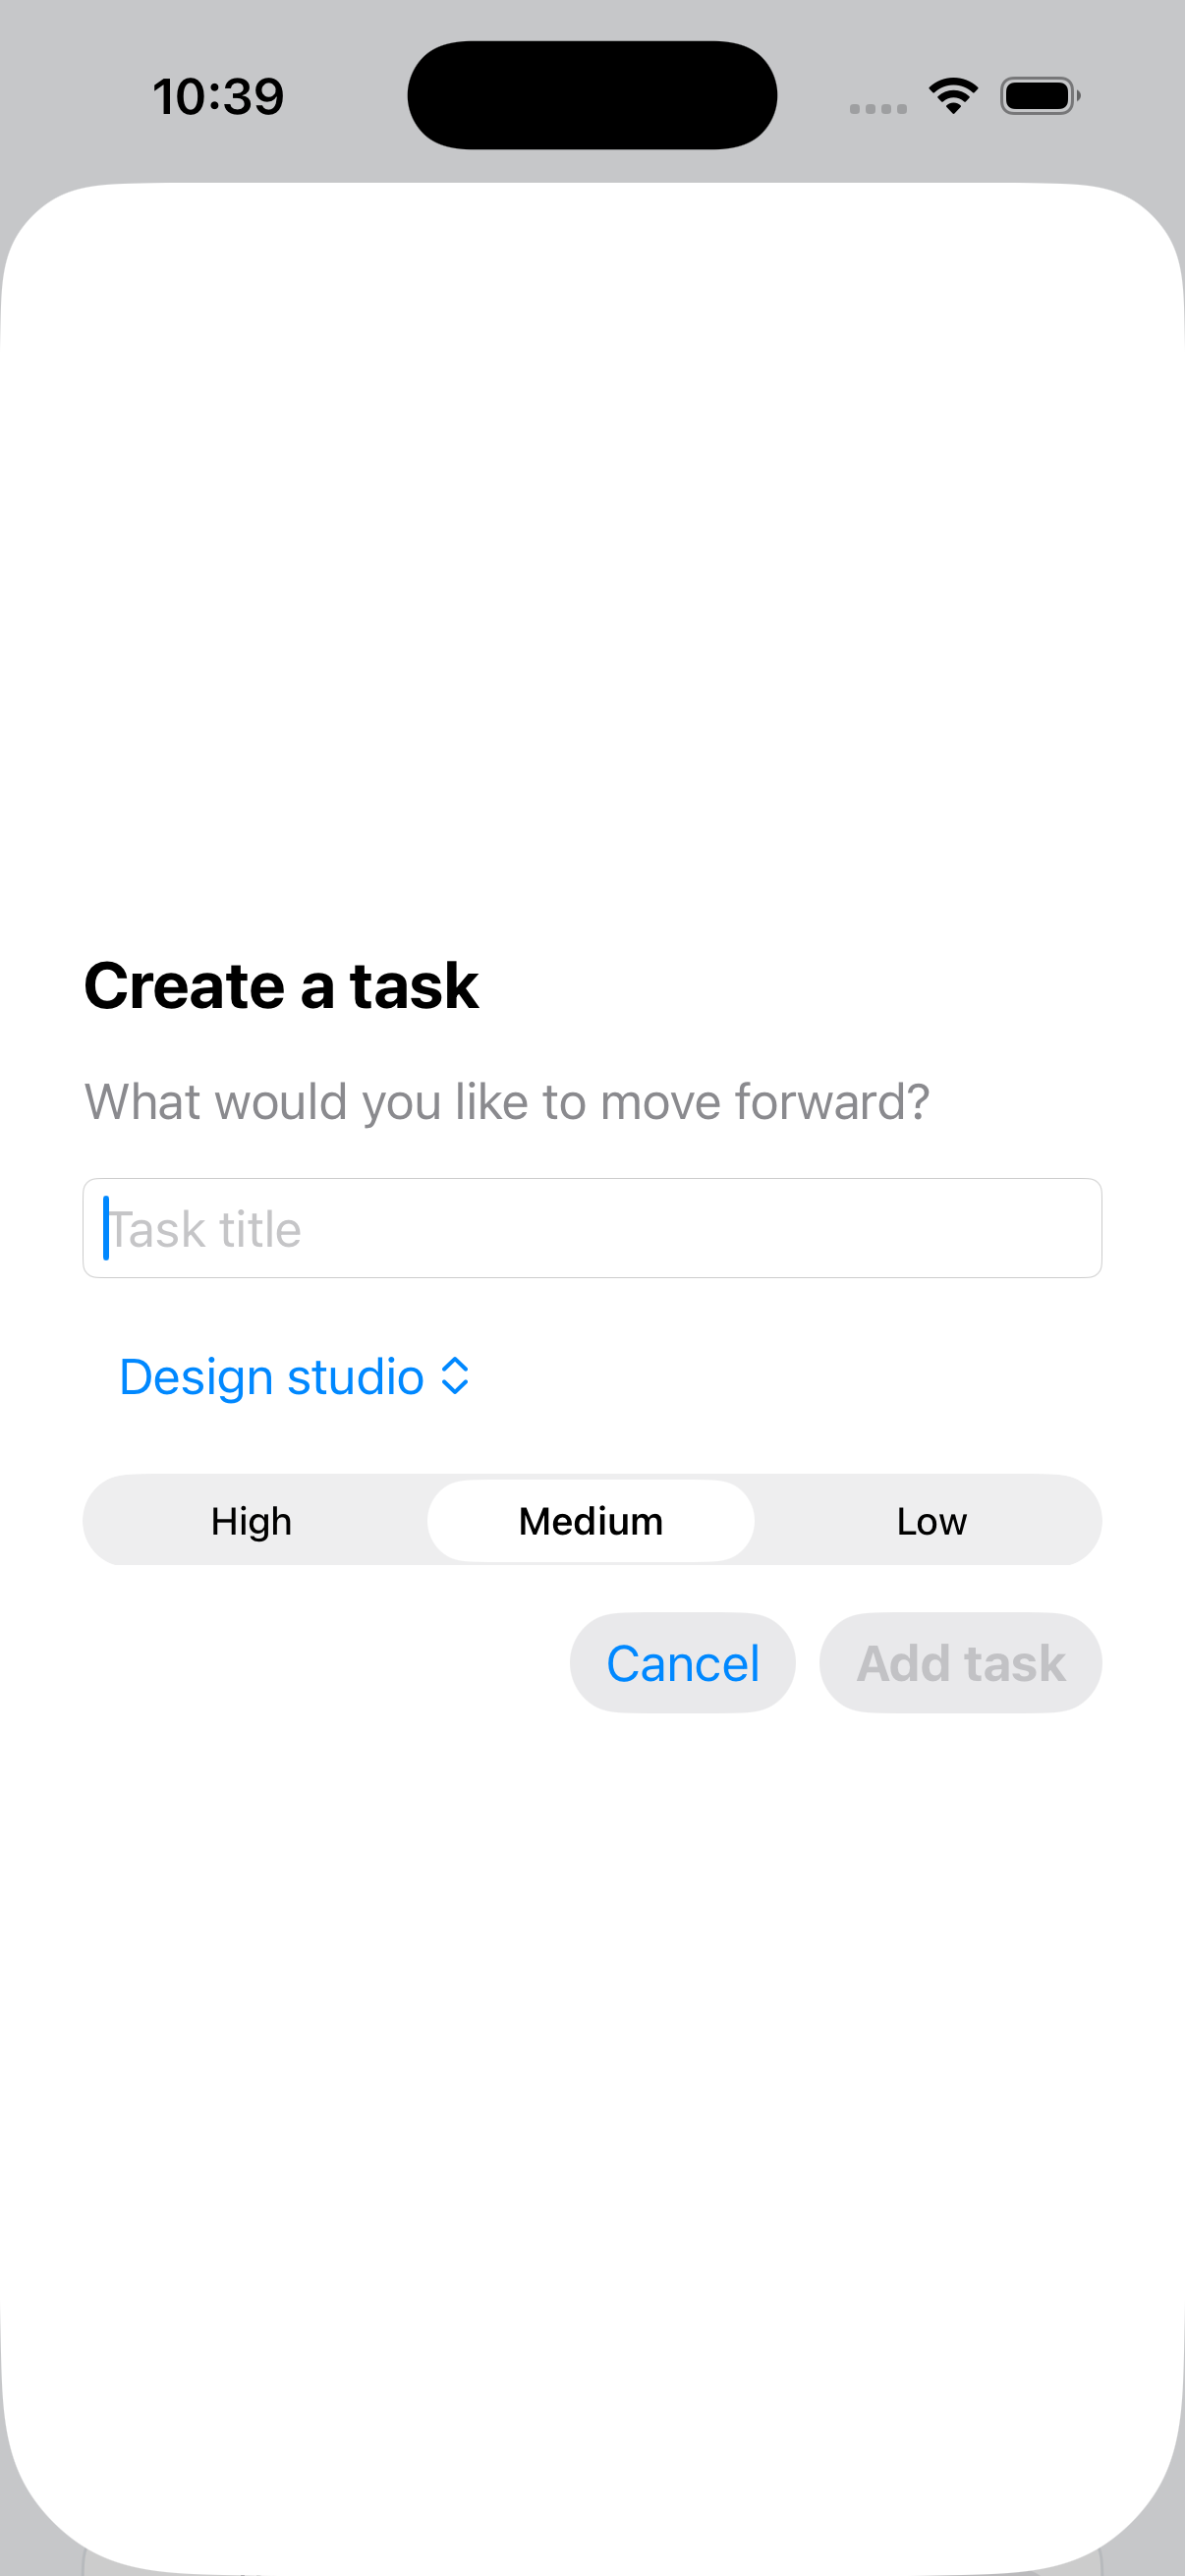 10:39
Create a task
What would you like to move forward?
Task title
Design studio
High Medium Low
Cancel Add task